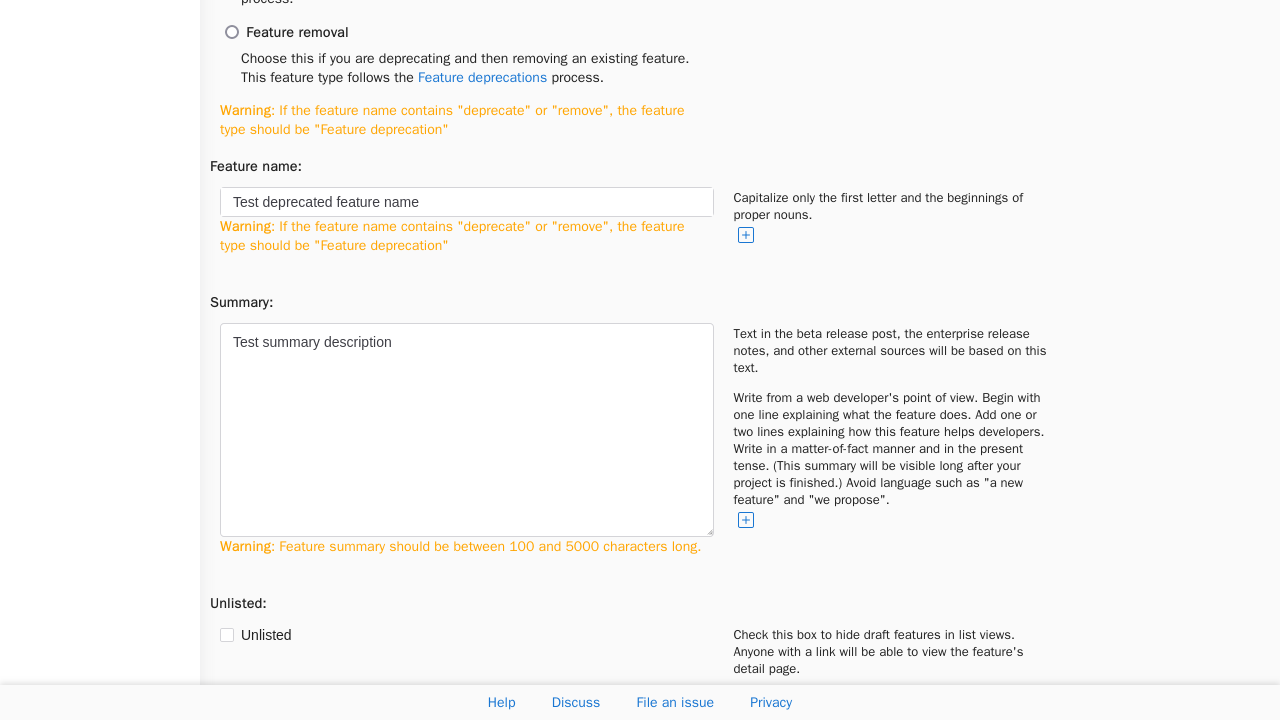 process.
Feature removal
Choose this if you are deprecating and then removing an existing feature.
This feature type follows the Feature deprecations process.
Warning: If the feature name contains "deprecate" or "remove", the feature
type should be "Feature deprecation"
Feature name:
Test deprecated feature name
Warning: If the feature name contains "deprecate" or "remove", the feature
type should be "Feature deprecation"
Capitalize only the first letter and the beginnings of
proper nouns.
Summary:
Test summary description
Warning: Feature summary should be between 100 and 5000 characters long.
Text in the beta release post, the enterprise release
notes, and other external sources will be based on this
text.
Write from a web developer's point of view. Begin with
one line explaining what the feature does. Add one or
two lines explaining how this feature helps developers.
Write in a matter-of-fact manner and in the present
tense. (This summary will be visible long after your
project is finished.) Avoid language such as "a new
feature" and "we propose".
Unlisted:
Unlisted
Check this box to hide draft features in list views.
Anyone with a link will be able to view the feature's
detail page.
Help Discuss File an issue Privacy